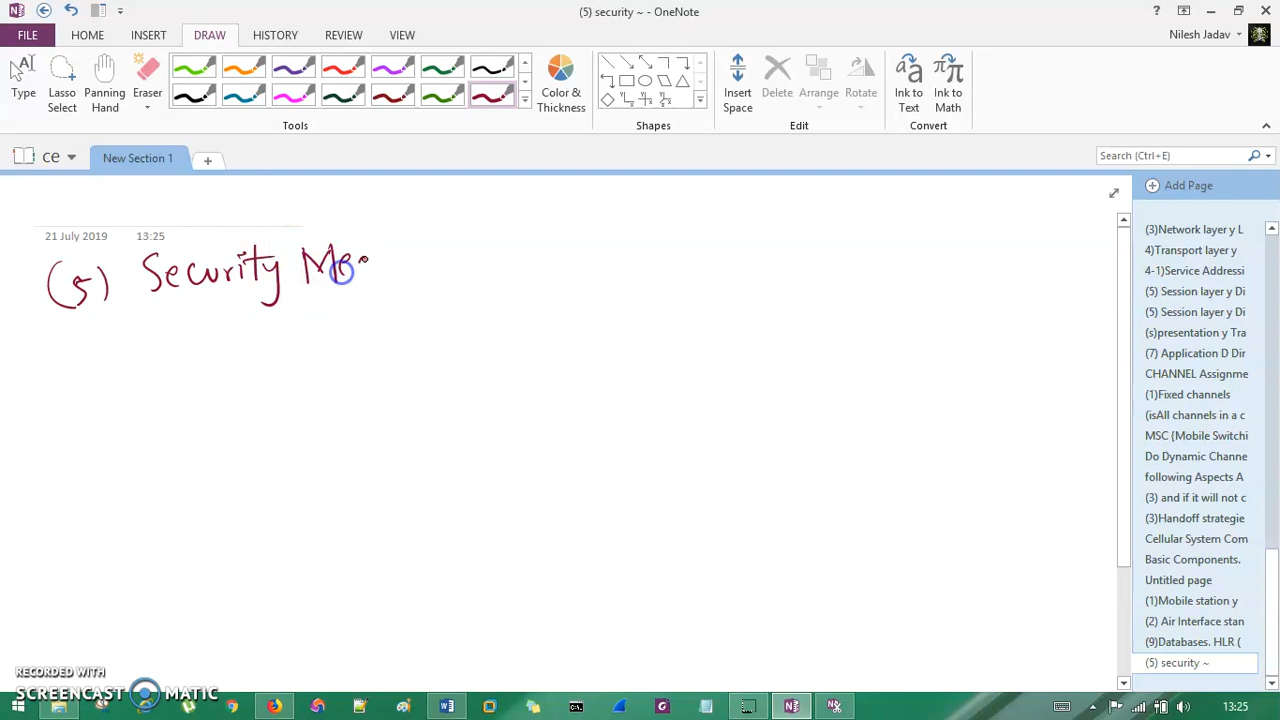 (5) security ~ - OneNote
FILE HOME INSERT DRAW HISTORY REVIEW VIEW Nilesh Jadav
Type Lasso Select Panning Hand Eraser Color & Thickness Insert Space Delete Arrange Rotate Ink to Text Ink to Math
Tools Shapes Edit Convert
ce New Section 1 Search (Ctrl+E)
Add Page
21 July 2019 13:25
(5) Security Me
(3)Network layer y L
4)Transport layer y
4-1)Service Addressi
(5) Session layer y Di
(5) Session layer y Di
(s)presentation y Tra
(7) Application D Dir
CHANNEL Assignme
(1)Fixed channels
(isAll channels in a c
MSC {Mobile Switchi
Do Dynamic Channe
following Aspects A
(3) and if it will not c
(3)Handoff strategie
Cellular System Com
Basic Components.
Untitled page
(1)Mobile station y
(2) Air Interface stan
(9)Databases. HLR (
(5) security ~
RECORDED WITH
SCREENCAST MATIC
13:25